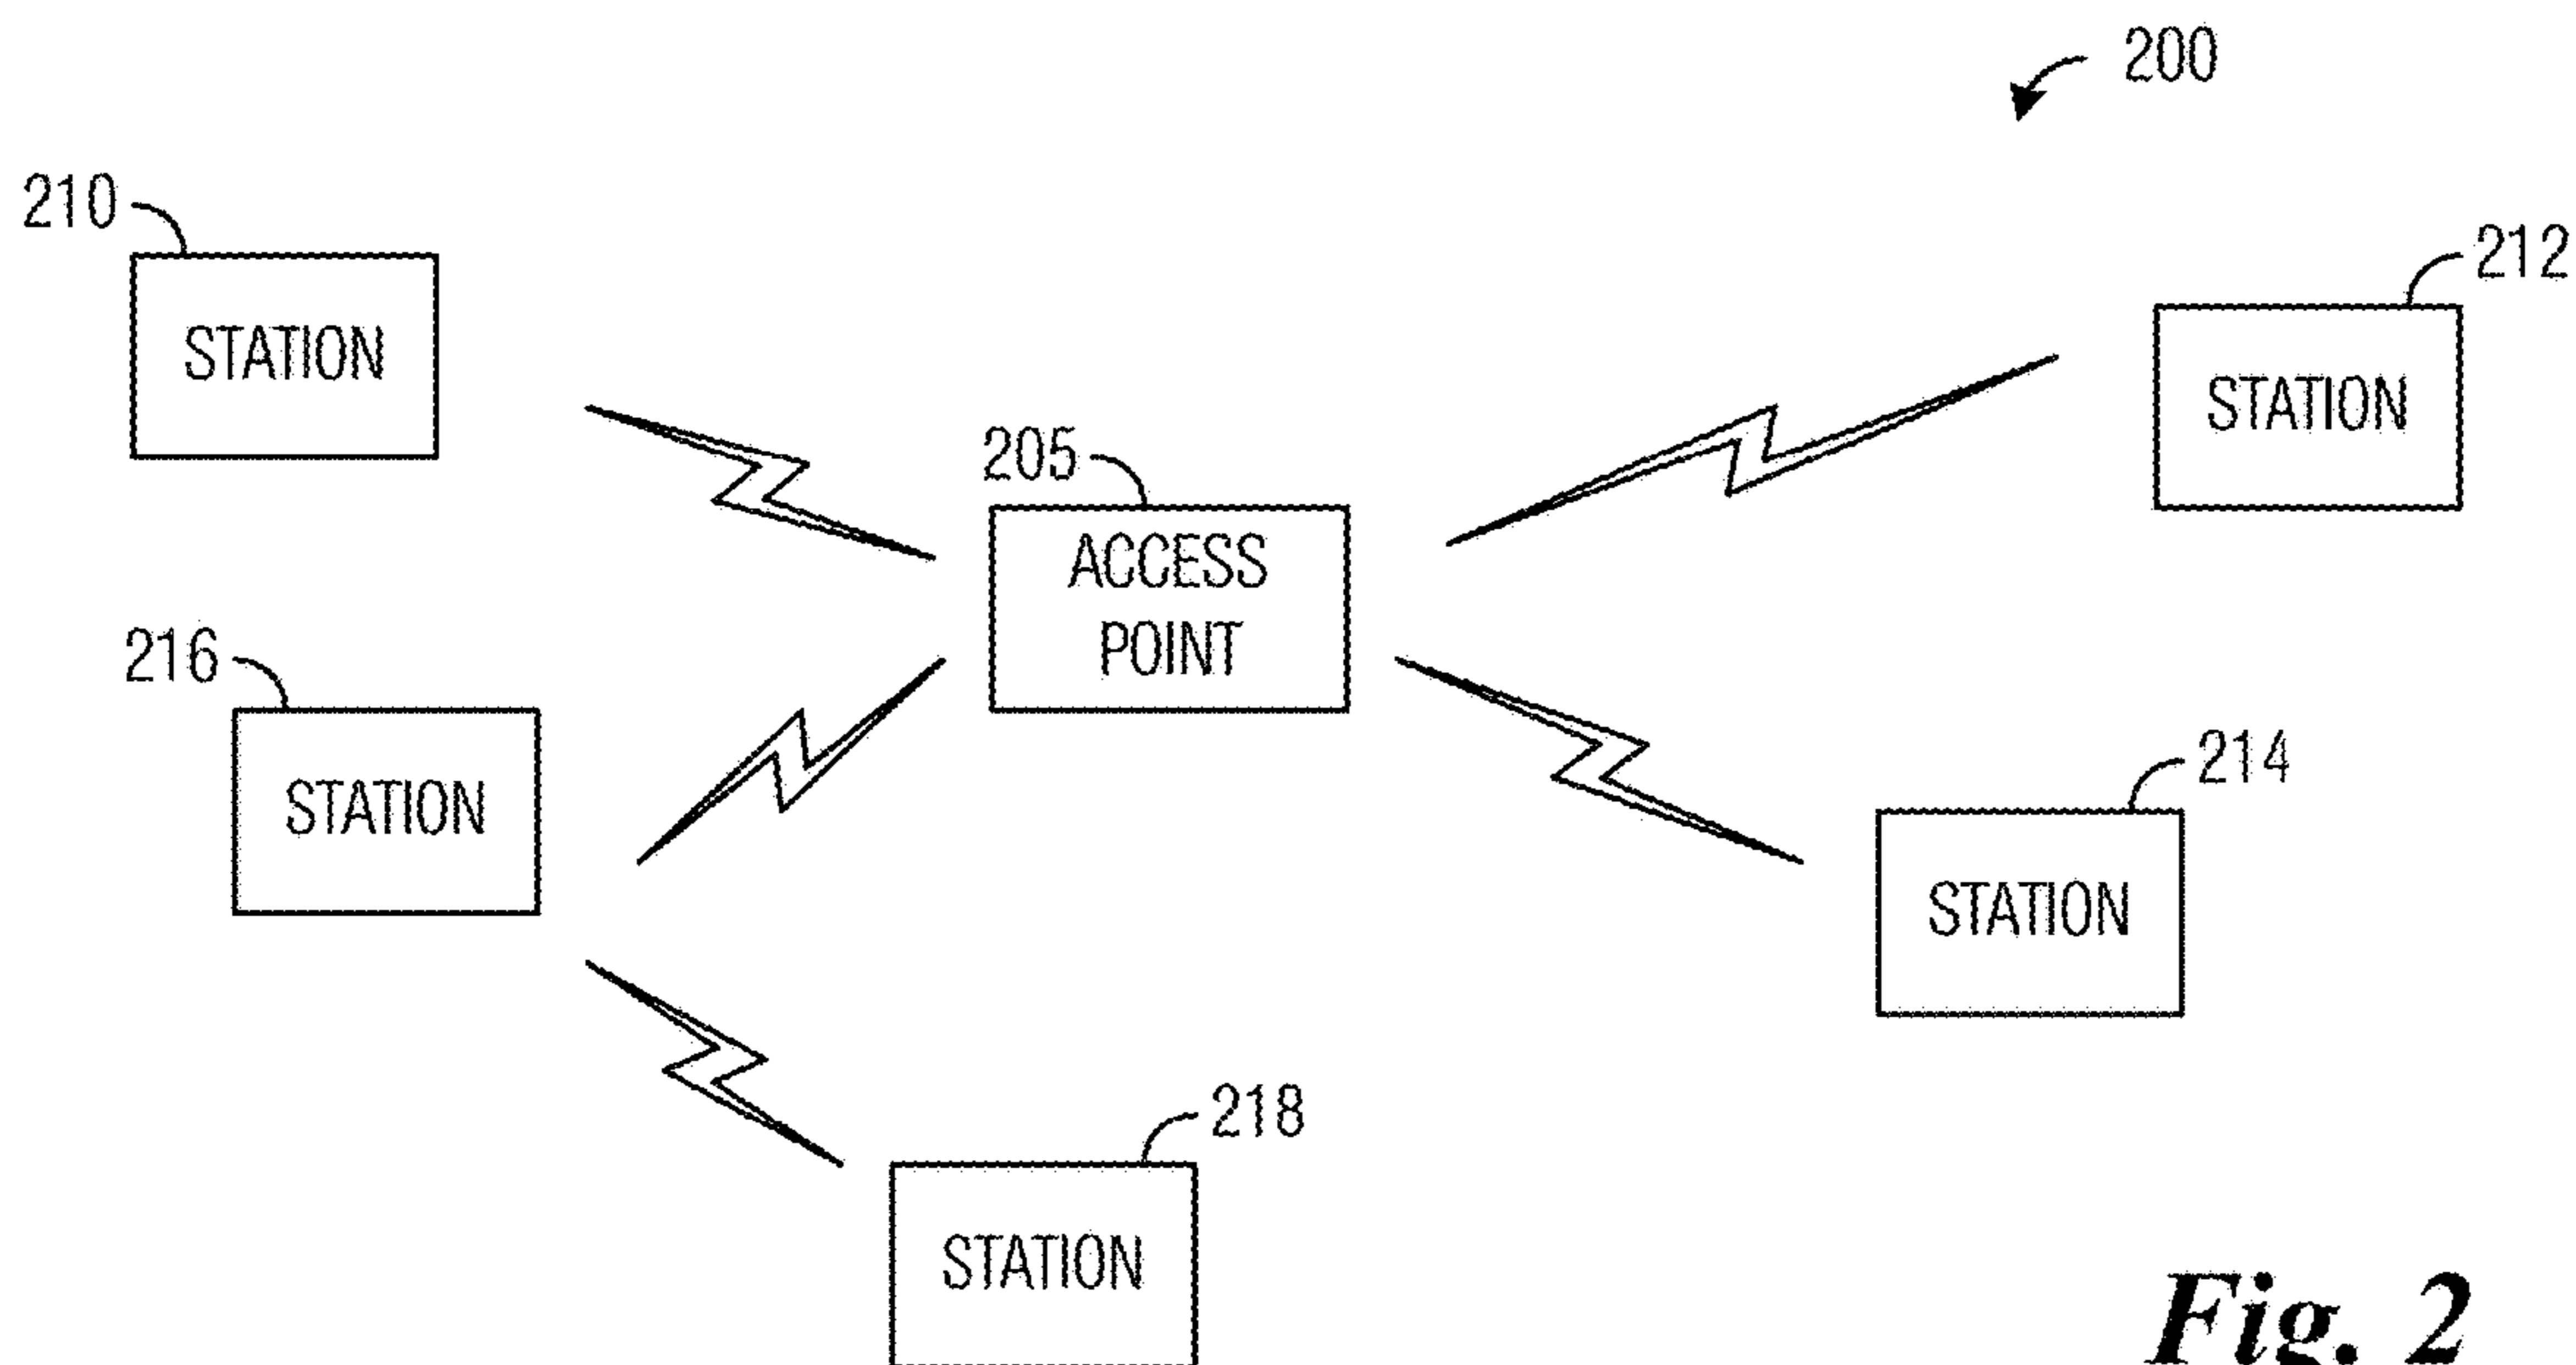 200
210
STATION
212
STATION
205
ACCESS
POINT
216
STATION
214
STATION
218
STATION
Fig. 2